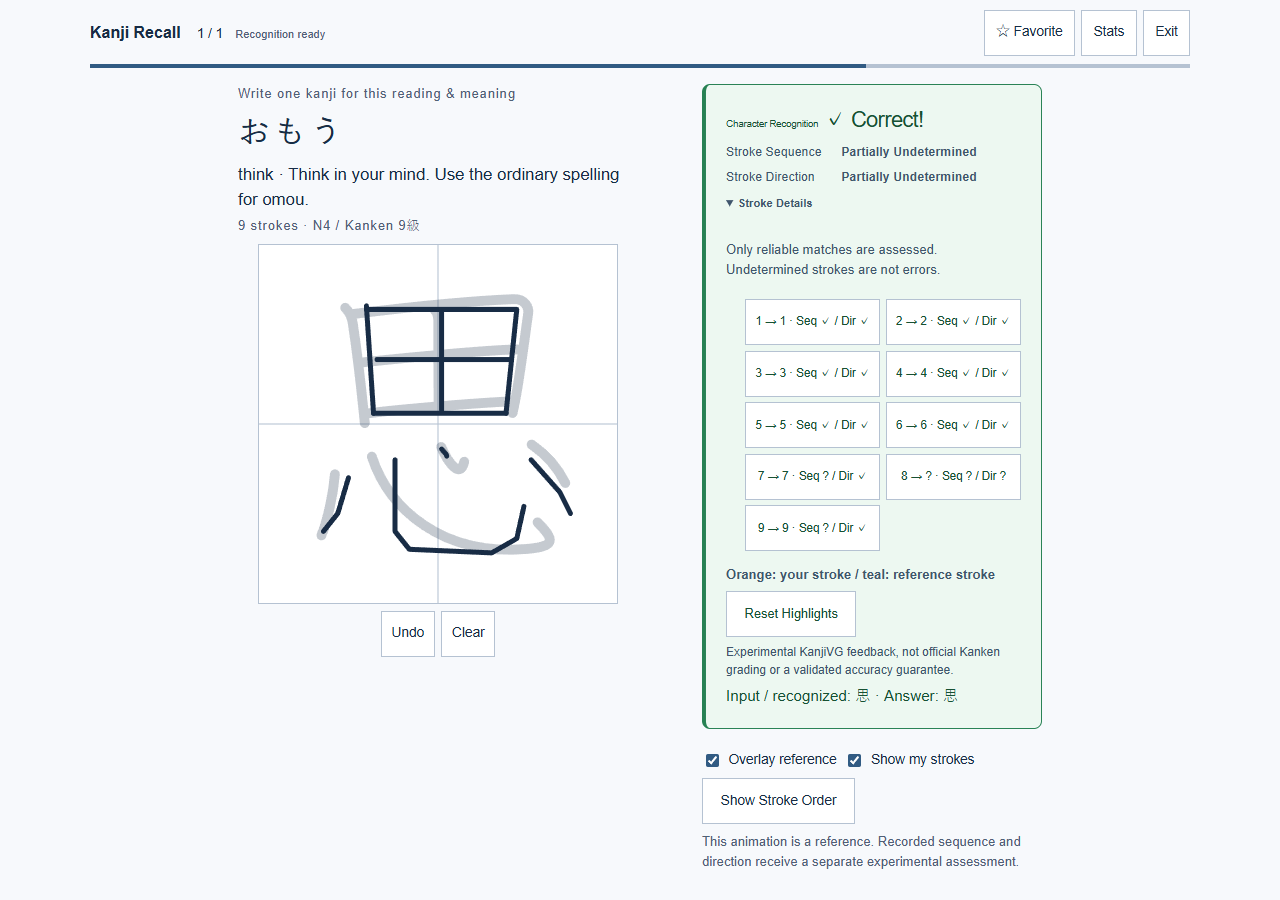 Kanji Recall 1 / 1 Recognition ready
☆ Favorite Stats Exit
Write one kanji for this reading & meaning
おもう
think · Think in your mind. Use the ordinary spelling
for omou.
9 strokes · N4 / Kanken 9級
思
Undo Clear
Character Recognition ✓ Correct!
Stroke Sequence Partially Undetermined
Stroke Direction Partially Undetermined
▼ Stroke Details
Only reliable matches are assessed.
Undetermined strokes are not errors.
1 → 1 · Seq ✓ / Dir ✓ 2 → 2 · Seq ✓ / Dir ✓
3 → 3 · Seq ✓ / Dir ✓ 4 → 4 · Seq ✓ / Dir ✓
5 → 5 · Seq ✓ / Dir ✓ 6 → 6 · Seq ✓ / Dir ✓
7 → 7 · Seq ? / Dir ✓ 8 → ? · Seq ? / Dir ?
9 → 9 · Seq ? / Dir ✓
Orange: your stroke / teal: reference stroke
Reset Highlights
Experimental KanjiVG feedback, not official Kanken
grading or a validated accuracy guarantee.
Input / recognized: 思 · Answer: 思
Overlay reference Show my strokes
Show Stroke Order
This animation is a reference. Recorded sequence and
direction receive a separate experimental assessment.